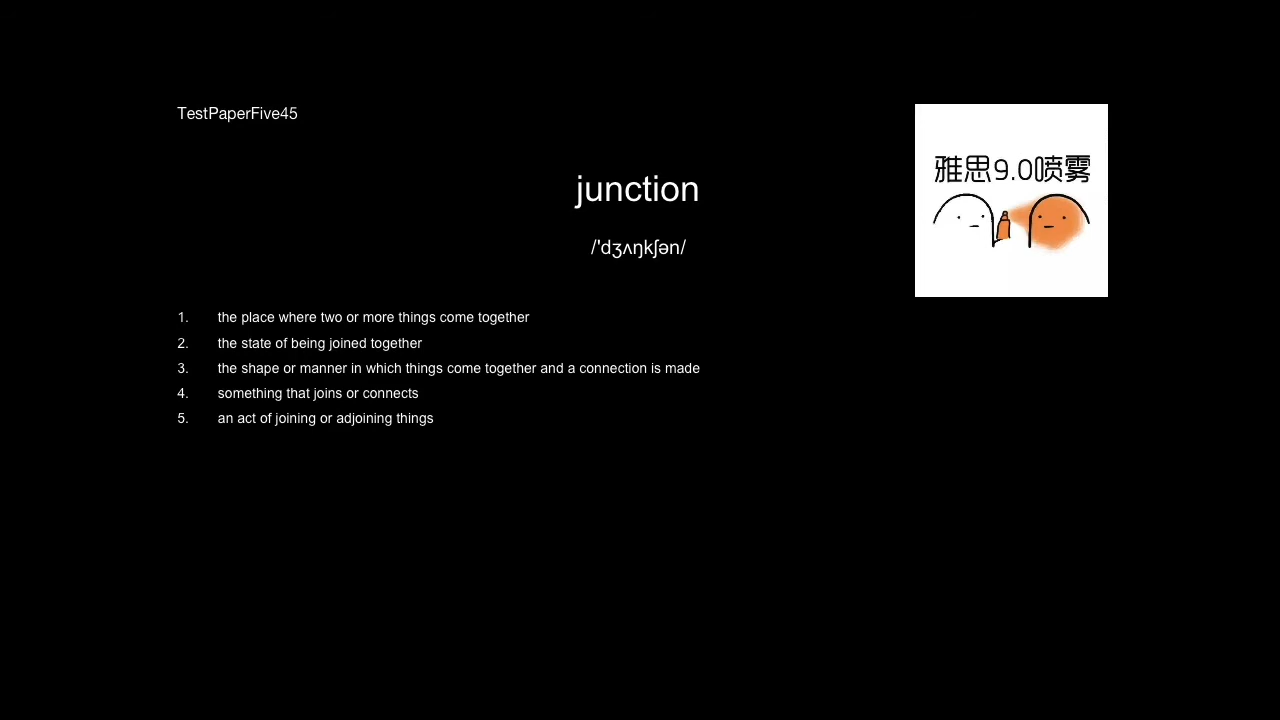 TestPaperFive45
雅思9.0喷雾
junction
/'dʒʌŋkʃən/
1. the place where two or more things come together
2. the state of being joined together
3. the shape or manner in which things come together and a connection is made
4. something that joins or connects
5. an act of joining or adjoining things